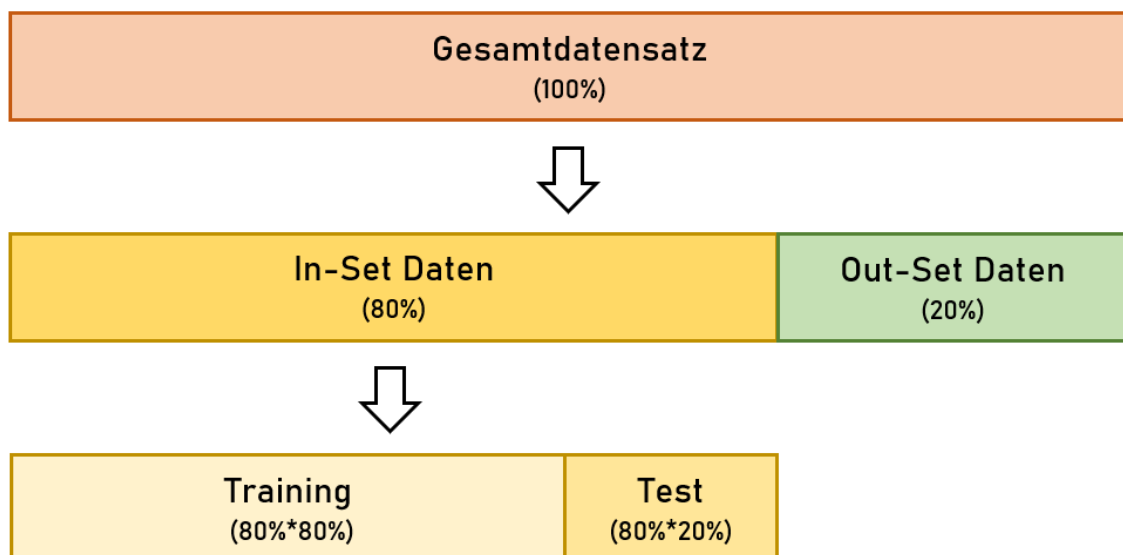 Gesamtdatensatz
(100%)
In-Set Daten
(80%)
Out-Set Daten
(20%)
Training
(80%*80%)
Test
(80%*20%)